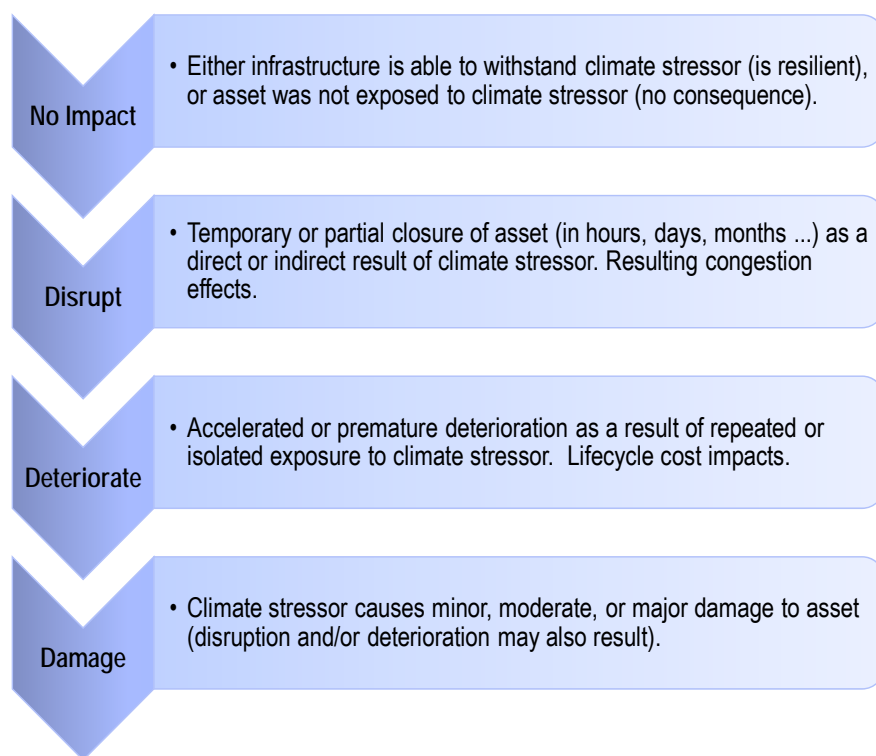 No Impact
• Either infrastructure is able to withstand climate stressor (is resilient),
or asset was not exposed to climate stressor (no consequence).
Disrupt
• Temporary or partial closure of asset (in hours, days, months ...) as a
direct or indirect result of climate stressor. Resulting congestion
effects.
Deteriorate
• Accelerated or premature deterioration as a result of repeated or
isolated exposure to climate stressor.  Lifecycle cost impacts.
Damage
• Climate stressor causes minor, moderate, or major damage to asset
(disruption and/or deterioration may also result).